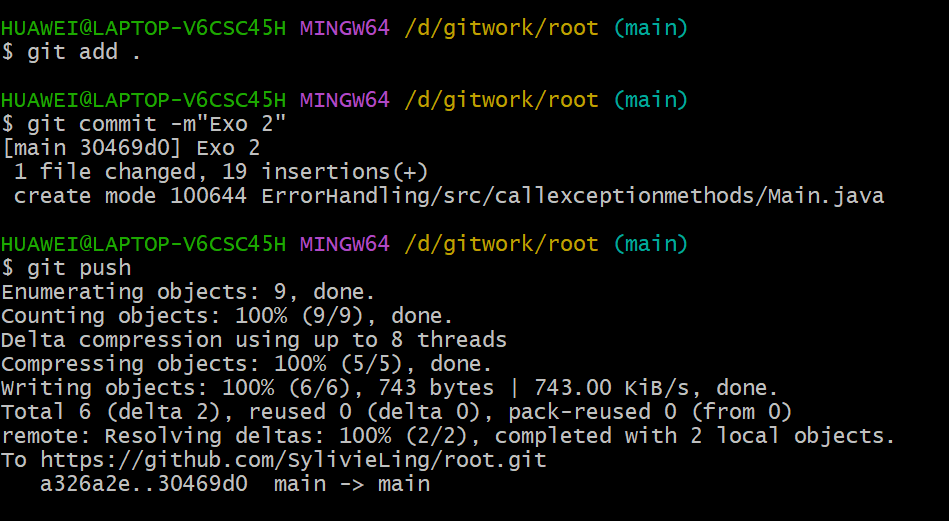 HUAWEI@LAPTOP-V6CSC45H MINGW64 /d/gitwork/root (main)
$ git add .
HUAWEI@LAPTOP-V6CSC45H MINGW64 /d/gitwork/root (main)
$ git commit -m"Exo 2"
[main 30469d0] Exo 2
 1 file changed, 19 insertions(+)
 create mode 100644 ErrorHandling/src/callexceptionmethods/Main.java
HUAWEI@LAPTOP-V6CSC45H MINGW64 /d/gitwork/root (main)
$ git push
Enumerating objects: 9, done.
Counting objects: 100% (9/9), done.
Delta compression using up to 8 threads
Compressing objects: 100% (5/5), done.
Writing objects: 100% (6/6), 743 bytes | 743.00 KiB/s, done.
Total 6 (delta 2), reused 0 (delta 0), pack-reused 0 (from 0)
remote: Resolving deltas: 100% (2/2), completed with 2 local objects.
To https://github.com/SylivieLing/root.git
   a326a2e..30469d0  main -> main